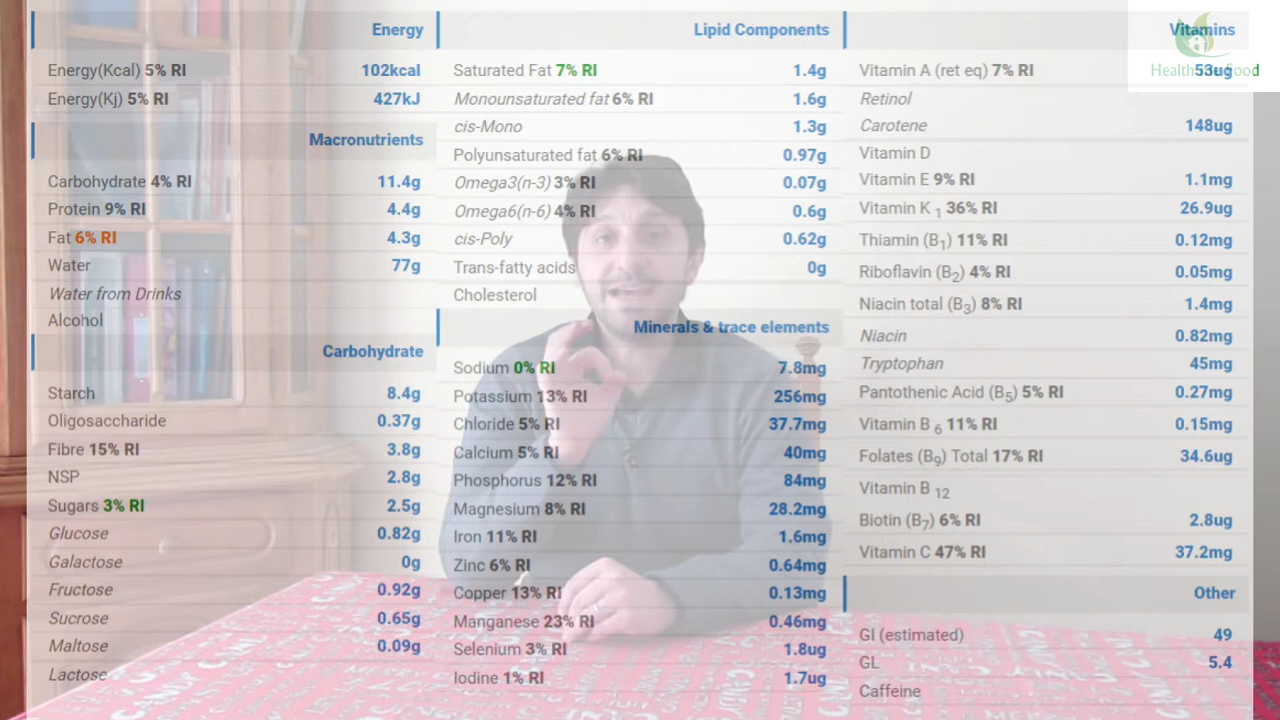 Energy
Energy(Kcal) 5% RI 102kcal
Energy(Kj) 5% RI 427kJ
Macronutrients
Carbohydrate 4% RI 11.4g
Protein 9% RI 4.4g
Fat 6% RI 4.3g
Water 77g
Water from Drinks
Alcohol
Carbohydrate
Starch 8.4g
Oligosaccharide 0.37g
Fibre 15% RI 3.8g
NSP 2.8g
Sugars 3% RI 2.5g
Glucose 0.82g
Galactose 0g
Fructose 0.92g
Sucrose 0.65g
Maltose 0.09g
Lactose
Lipid Components
Saturated Fat 7% RI 1.4g
Monounsaturated fat 6% RI 1.6g
cis-Mono 1.3g
Polyunsaturated fat 6% RI 0.97g
Omega3(n-3) 3% RI 0.07g
Omega6(n-6) 4% RI 0.6g
cis-Poly 0.62g
Trans-fatty acids 0g
Cholesterol
Minerals & trace elements
Sodium 0% RI 7.8mg
Potassium 13% RI 256mg
Chloride 5% RI 37.7mg
Calcium 5% RI 40mg
Phosphorus 12% RI 84mg
Magnesium 8% RI 28.2mg
Iron 11% RI 1.6mg
Zinc 6% RI 0.64mg
Copper 13% RI 0.13mg
Manganese 23% RI 0.46mg
Selenium 3% RI 1.8ug
Iodine 1% RI 1.7ug
Vitamins
Vitamin A (ret eq) 7% RI 53ug
Retinol
Carotene 148ug
Vitamin D
Vitamin E 9% RI 1.1mg
Vitamin K 1 36% RI 26.9ug
Thiamin (B1) 11% RI 0.12mg
Riboflavin (B2) 4% RI 0.05mg
Niacin total (B3) 8% RI 1.4mg
Niacin 0.82mg
Tryptophan 45mg
Pantothenic Acid (B5) 5% RI 0.27mg
Vitamin B 6 11% RI 0.15mg
Folates (B9) Total 17% RI 34.6ug
Vitamin B 12
Biotin (B7) 6% RI 2.8ug
Vitamin C 47% RI 37.2mg
Other
GI (estimated) 49
GL 5.4
Caffeine